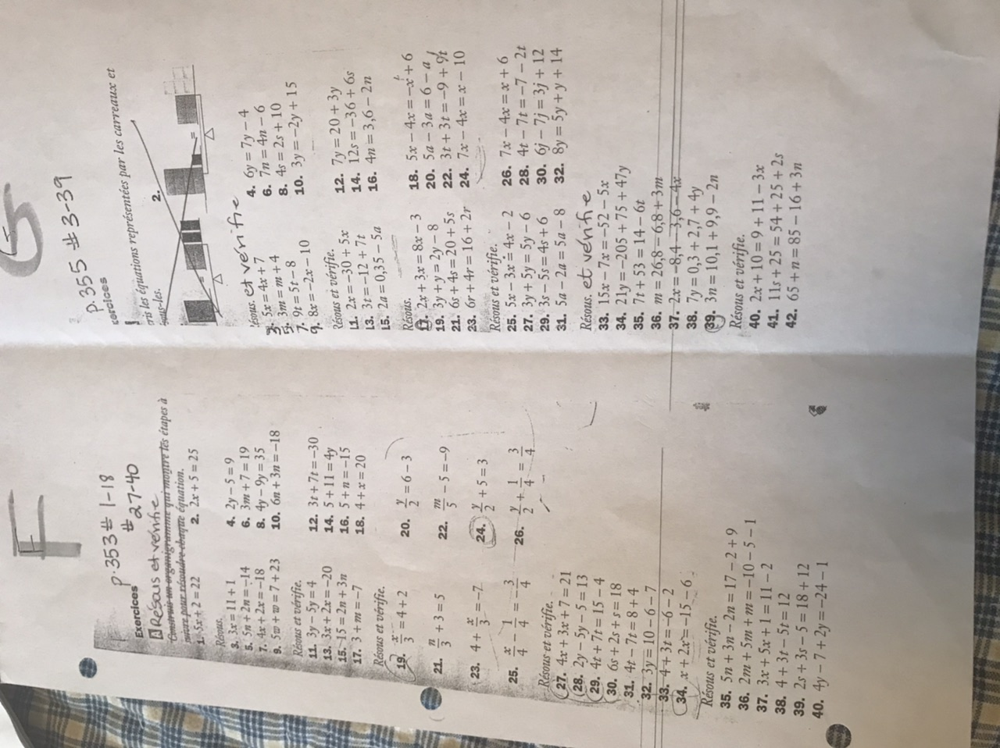 F
p.353 # 1-18
# 27-40
Exercices
A Résous et vérifie
Construis un organigramme qui montre les étapes à
suivre pour résoudre chaque équation.
1. 5x + 2 = 22
2. 2x + 5 = 25
Résous.
3. 3x = 11 + 1
4. 2y − 5 = 9
5. 5n + 2n = −14
6. 3m + 7 = 19
7. 4x + 2x = −18
8. 4y − 9y = 35
9. 5w + w = 7 + 23
10. 6n + 3n = −18
Résous et vérifie.
11. 3y − 5y = 4
12. 3t + 7t = −30
13. 3x + 2x = −20
14. 5 + 11 = 4y
15. −15 = 2n + 3n
16. 5 + n = −15
17. 3 + m = −7
18. 4 + x = 20
Résous et vérifie.
19. x/3 = 4 + 2
20. y/2 = 6 − 3
21. n/3 + 3 = 5
22. m/5 − 5 = −9
23. 4 + x/3 = −7
24. y/2 + 5 = 3
25. x/4 − 1/4 = −3/4
26. y/2 + 1/4 = 3/4
Résous et vérifie.
27. 4x + 3x + 7 = 21
28. 2y − 5y − 5 = 13
29. 4t + 7t = 15 − 4
30. 6s + 2s + s = 18
31. 4t − 7t = 8 + 4
32. 3y = 10 − 6 − 7
33. 4 + 3t = −6 − 2
34. x + 2x = −15 − 6
Résous et vérifie.
35. 5n + 3n − 2n = 17 − 2 + 9
36. 2m + 5m + m = −10 − 5 − 1
37. 3x + 5x + 1 = 11 − 2
38. 4 + 3t − 5t = 12
39. 2s + 3s − 5 = 18 + 12
40. 4y − 7 + 2y = −24 − 1
G
p.355 # 3-39
les équations représentées par les carreaux et
2.
et vérifie
3. 5x = 4x + 7
4. 6y = 7y − 4
5. 3m = m + 4
6. 7n = 4n − 6
7. 9t = 5t − 8
8. 4s = 2s + 10
9. 8x = −2x − 10
10. 3y = −2y + 15
Résous et vérifie.
11. 2x = −30 + 5x
12. 7y = 20 + 3y
13. 3t = −12 + 7t
14. 12s = −36 + 6s
15. 2a = 0,35 − 5a
16. 4n = 3,6 − 2n
Résous.
17. 2x + 3x = 8x − 3
18. 5x − 4x = −x + 6
19. 3y + y = 2y − 8
20. 5a − 3a = 6 − a
21. 6s + 4s = 20 + 5s
22. 3t + 3t = −9 + 9t
23. 6r + 4r = 16 + 2r
24. 7x − 4x = x − 10
Résous et vérifie.
25. 5x − 3x = 4x − 2
26. 7x − 4x = x + 6
27. 3y + 5y = 5y − 6
28. 4t − 7t = −7 − 2t
29. 3s − 5s = 4s + 6
30. 6j − 7j = 3j + 12
31. 5a − 2a = 5a − 8
32. 8y = 5y + y + 14
Résous. et vérifie
33. 15x − 7x = −52 − 5x
34. 21y = −205 + 75 + 47y
35. 7t + 53 = 14 − 6t
36. m = 26,8 − 6,8 + 3m
37. 2x = −8,4 − 3,6 − 4x
38. 7y = 0,3 + 2,7 + 4y
39. 3n = 10,1 + 9,9 − 2n
Résous et vérifie.
40. 2x + 10 = 9 + 11 − 3x
41. 11s + 25 = 54 + 25 + 2s
42. 65 + n = 85 − 16 + 3n